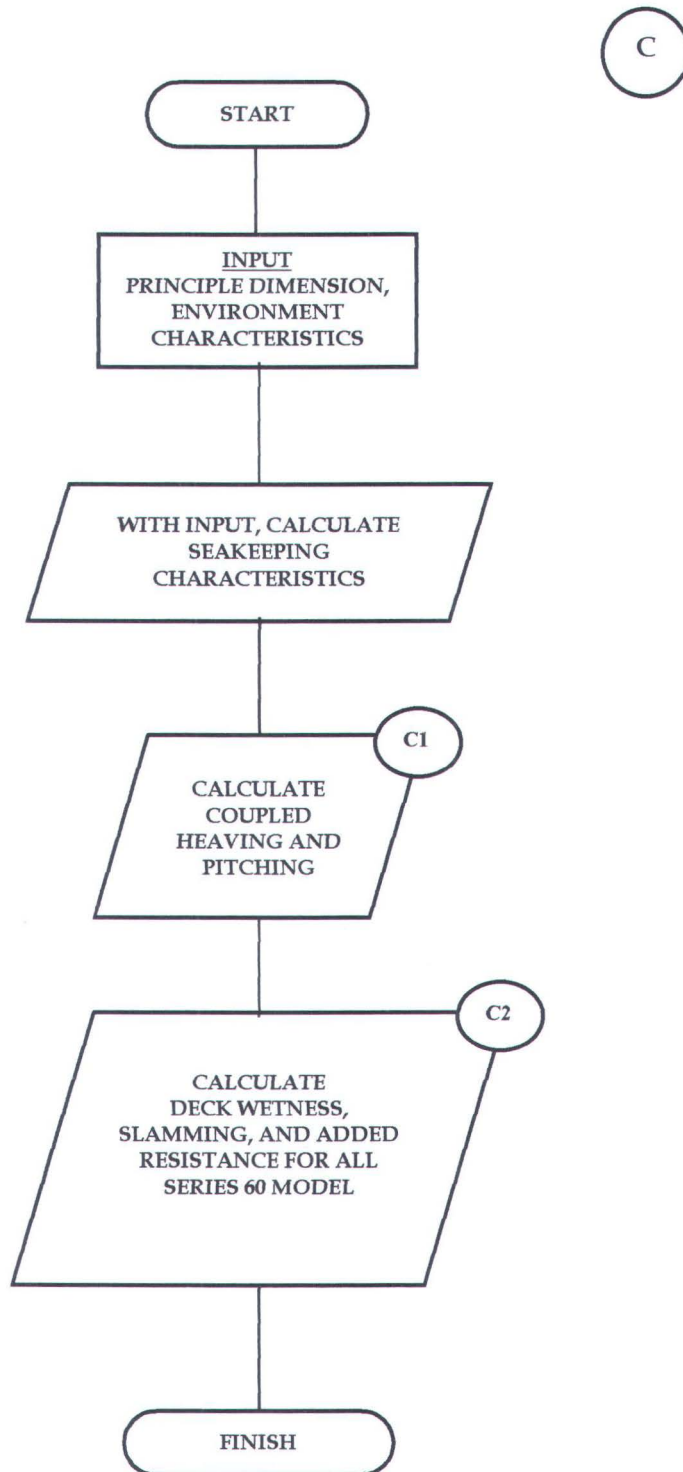 C
START
INPUT
PRINCIPLE DIMENSION,
ENVIRONMENT
CHARACTERISTICS
WITH INPUT, CALCULATE
SEAKEEPING
CHARACTERISTICS
C1
CALCULATE
COUPLED
HEAVING AND
PITCHING
C2
CALCULATE
DECK WETNESS,
SLAMMING, AND ADDED
RESISTANCE FOR ALL
SERIES 60 MODEL
FINISH